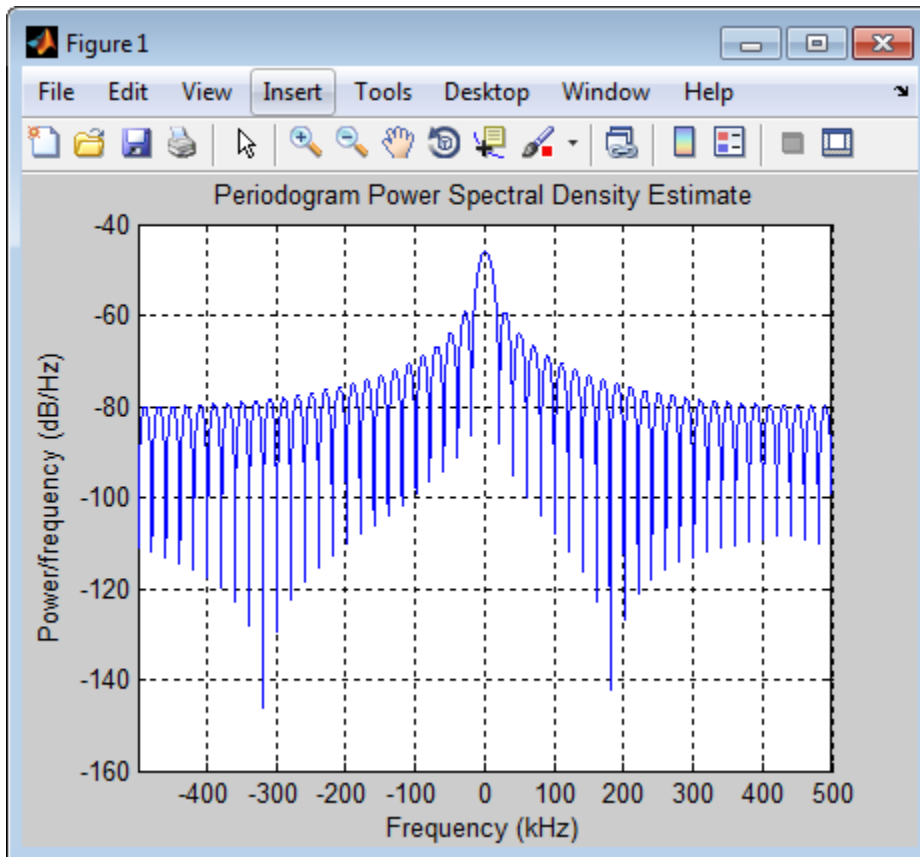 Figure 1
File Edit View Insert Tools Desktop Window Help
Periodogram Power Spectral Density Estimate
-40
-60
-80
-100
-120
-140
-160
Power/frequency (dB/Hz)
-400 -300 -200 -100 0 100 200 300 400 500
Frequency (kHz)